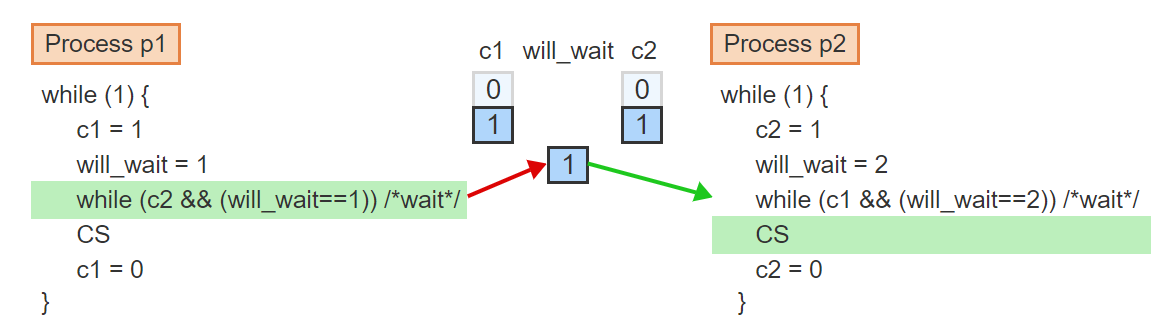 Process p1
while (1) {
c1 = 1
will_wait = 1
while (c2 && (will_wait==1)) /*wait*/
CS
c1 = 0
}
c1 will_wait c2
0 0
1 1
1
Process p2
while (1) {
c2 = 1
will_wait = 2
while (c1 && (will_wait==2)) /*wait*/
CS
c2 = 0
}